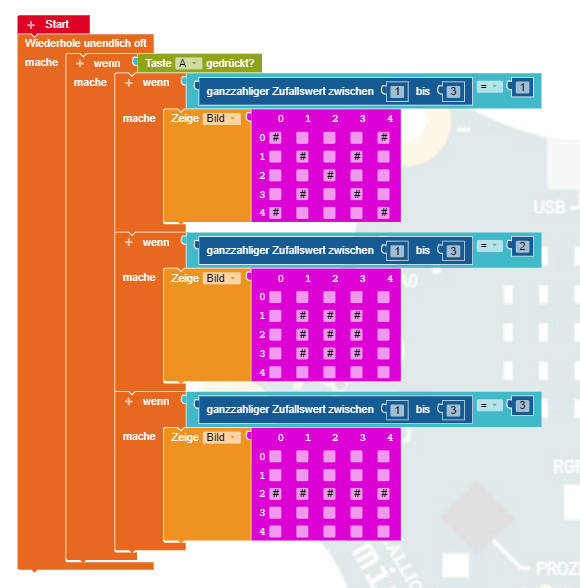 + Start
Wiederhole unendlich oft
mache + wenn Taste A gedrückt?
mache + wenn ganzzahliger Zufallswert zwischen 1 bis 3 = 1
mache Zeige Bild 0 1 2 3 4
0 # #
1 # #
2 #
3 # #
4 # #
+ wenn ganzzahliger Zufallswert zwischen 1 bis 3 = 2
mache Zeige Bild 0 1 2 3 4
0
1 # # #
2 # # #
3 # # #
4
+ wenn ganzzahliger Zufallswert zwischen 1 bis 3 = 3
mache Zeige Bild 0 1 2 3 4
0
1
2 # # # # #
3
4
USB
A0
RGB
PROZ